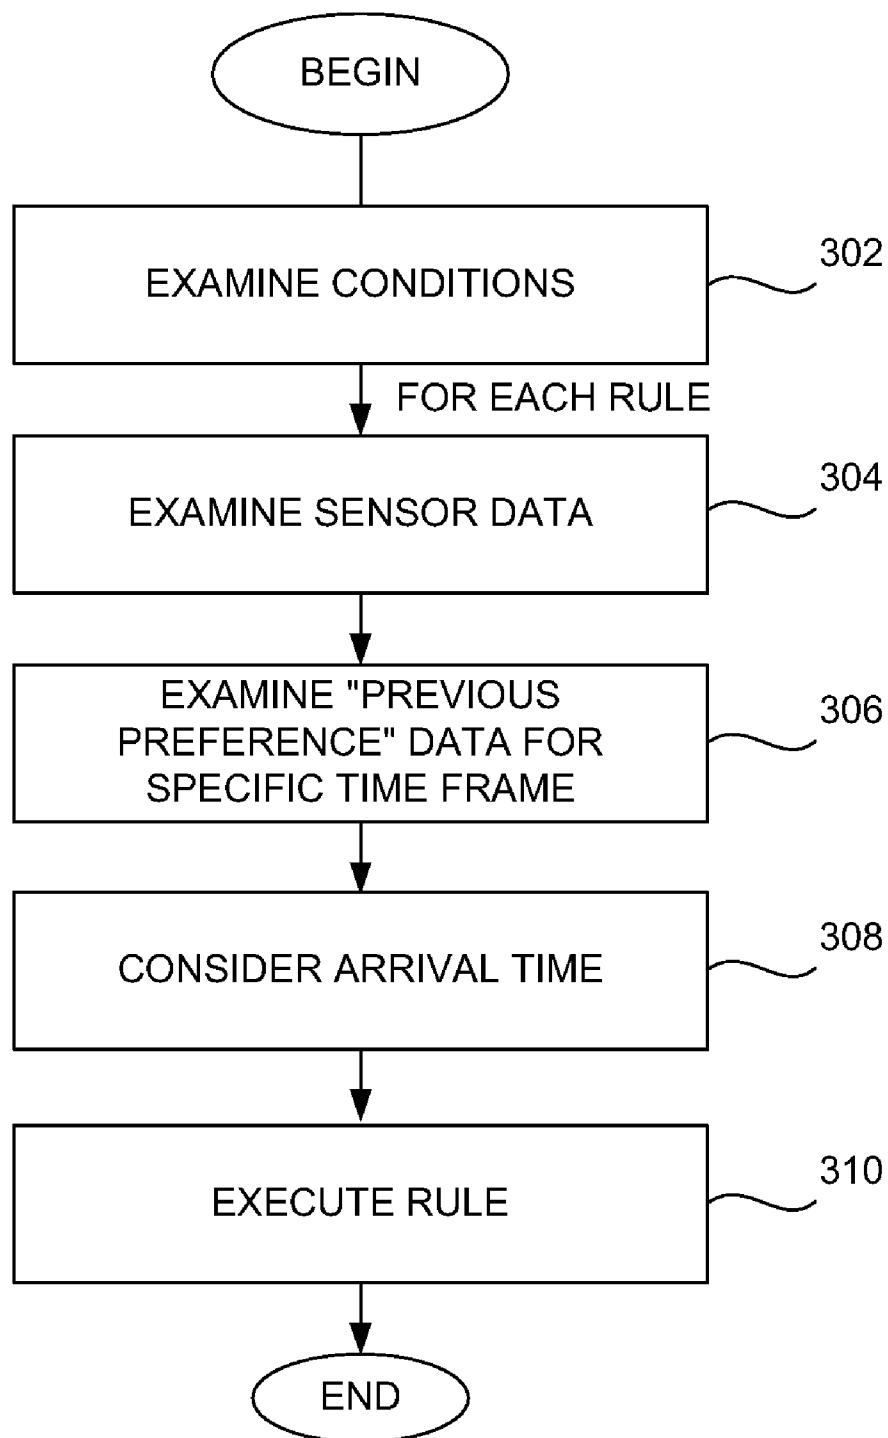 BEGIN
EXAMINE CONDITIONS
302
FOR EACH RULE
EXAMINE SENSOR DATA
304
EXAMINE "PREVIOUS
PREFERENCE" DATA FOR
SPECIFIC TIME FRAME
306
CONSIDER ARRIVAL TIME
308
EXECUTE RULE
310
END